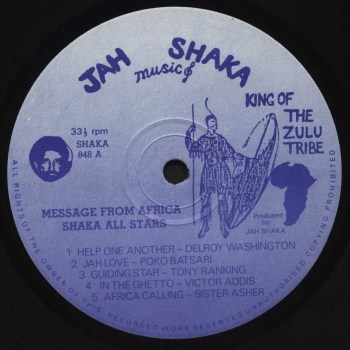 JAH SHAKA
music
KING OF
THE
ZULU
TRIBE
33⅓ rpm
SHAKA
848 A
MESSAGE FROM AFRICA
SHAKA ALL STARS
Produced
by:
JAH SHAKA
1 HELP ONE ANOTHER – DELROY WASHINGTON
2 JAH LOVE – POKO BATSARI
3 GUIDING STAR – TONY RANKING
4 IN THE GHETTO – VICTOR ADDIS
5 AFRICA CALLING – SISTER ASHER
ALL RIGHTS OF THE OWNER OF THIS RECORDED WORK RESERVED UNAUTHORISED COPYING PROHIBITED